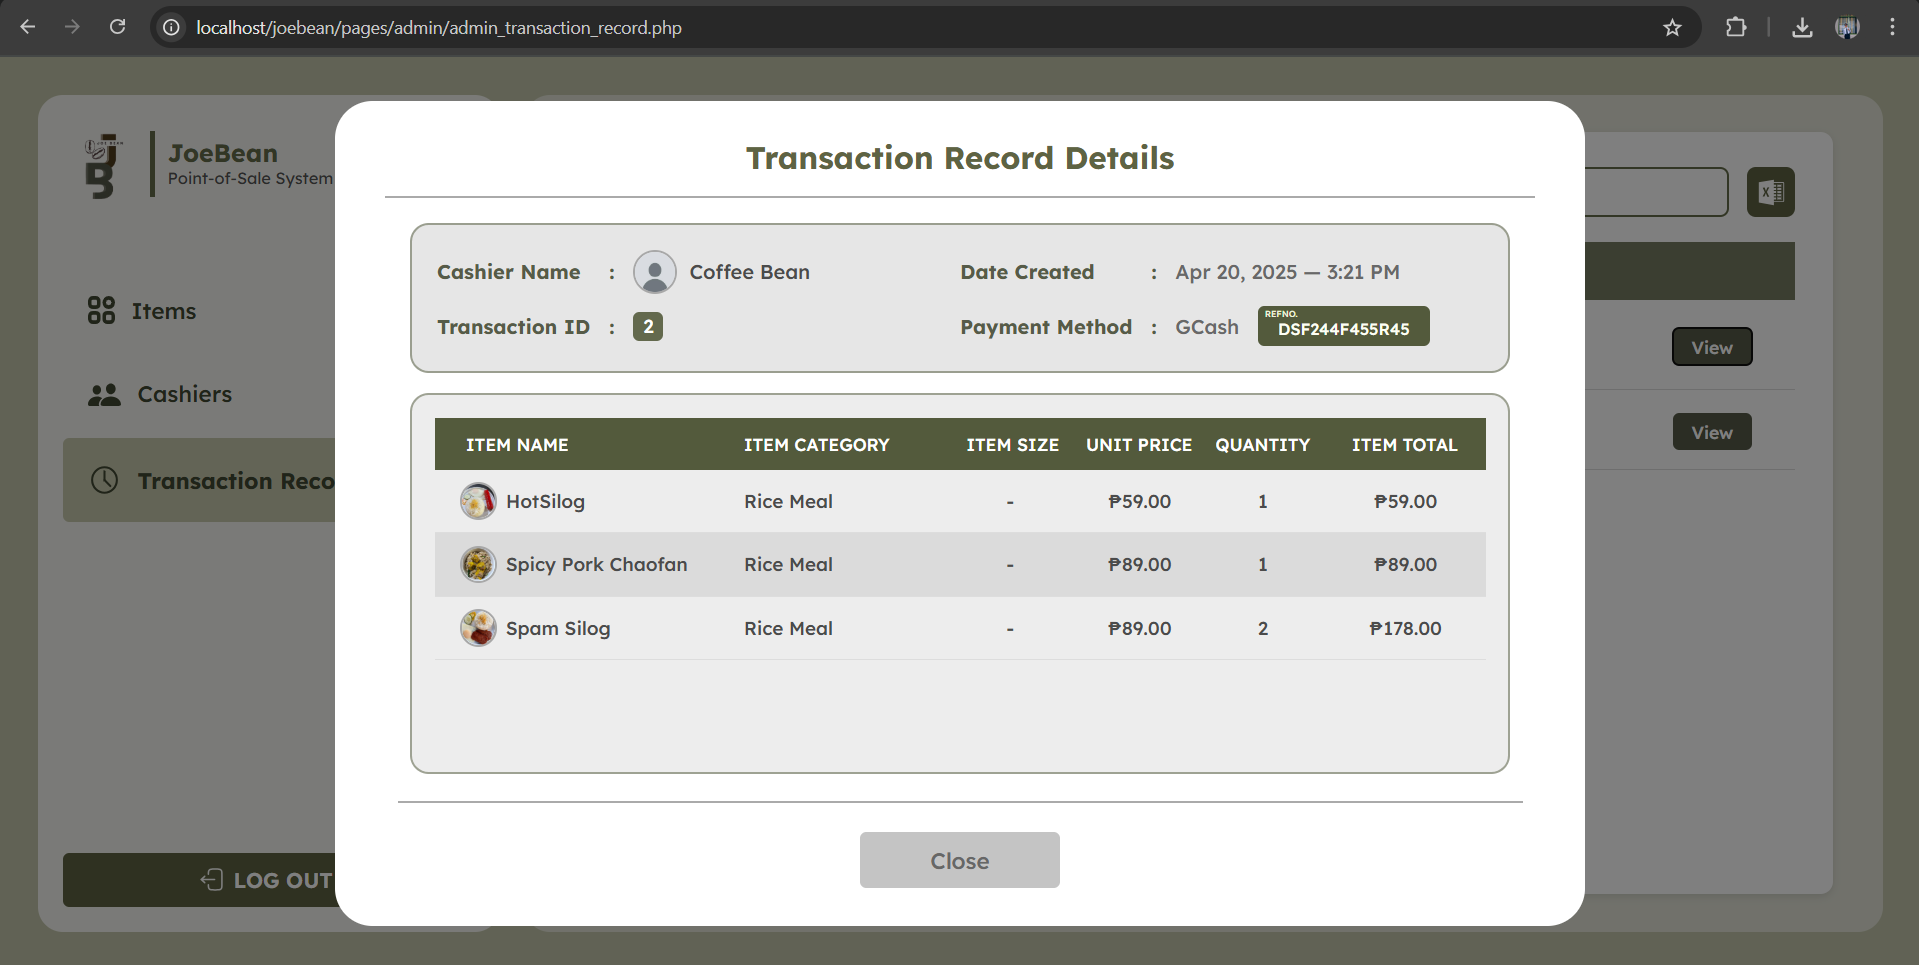 localhost/joebean/pages/admin/admin_transaction_record.php
JoeBean
Point-of-Sale System
Items
Cashiers
Transaction Reco
LOG OUT
View
View
Transaction Record Details
Cashier Name : Coffee Bean
Date Created : Apr 20, 2025 — 3:21 PM
Transaction ID : 2
Payment Method : GCash REFNO. DSF244F455R45
ITEM NAME ITEM CATEGORY ITEM SIZE UNIT PRICE QUANTITY ITEM TOTAL
HotSilog Rice Meal - ₱59.00 1 ₱59.00
Spicy Pork Chaofan Rice Meal - ₱89.00 1 ₱89.00
Spam Silog Rice Meal - ₱89.00 2 ₱178.00
Close